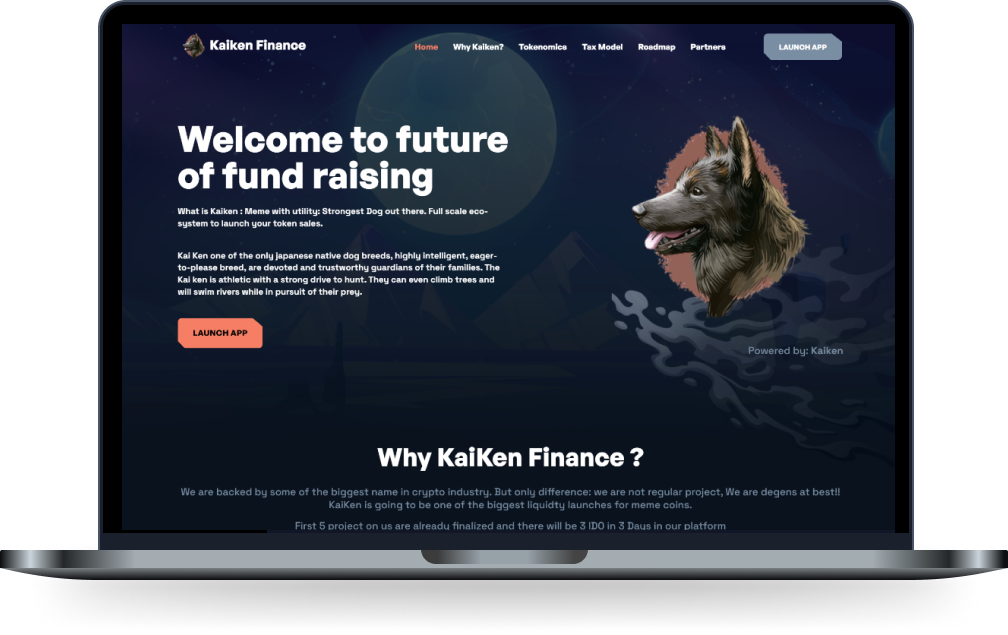 Kaiken Finance
Home Why Kaiken? Tokenomics Tax Model Roadmap Partners
LAUNCH APP
Welcome to future
of fund raising
What is Kaiken : Meme with utility: Strongest Dog out there. Full scale eco-
system to launch your token sales.
Kai Ken one of the only japanese native dog breeds, highly intelligent, eager-
to-please breed, are devoted and trustworthy guardians of their families. The
Kai ken is athletic with a strong drive to hunt. They can even climb trees and
will swim rivers while in pursuit of their prey.
LAUNCH APP
Powered by: Kaiken
Why KaiKen Finance ?
We are backed by some of the biggest name in crypto industry. But only difference: we are not regular project, We are degens at best!!
KaiKen is going to be one of the biggest liquidty launches for meme coins.
First 5 project on us are already finalized and there will be 3 IDO in 3 Days in our platform